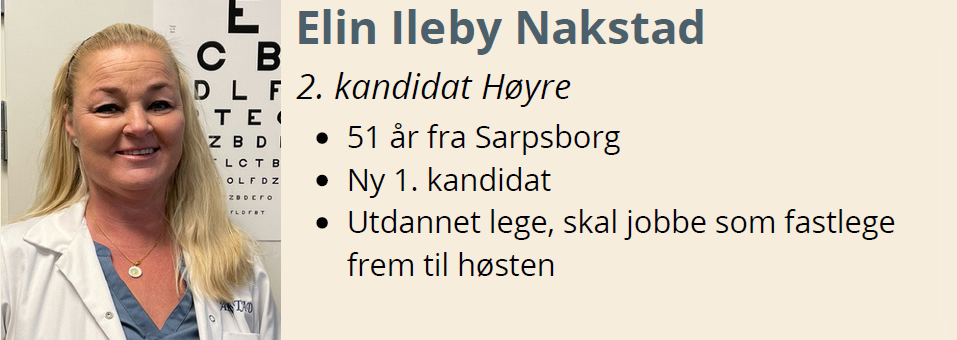 Elin Ileby Nakstad
2. kandidat Høyre
• 51 år fra Sarpsborg
• Ny 1. kandidat
• Utdannet lege, skal jobbe som fastlege
frem til høsten
E
C B
D L F
P T E
Z B D E
F L C T B
O L F D Z